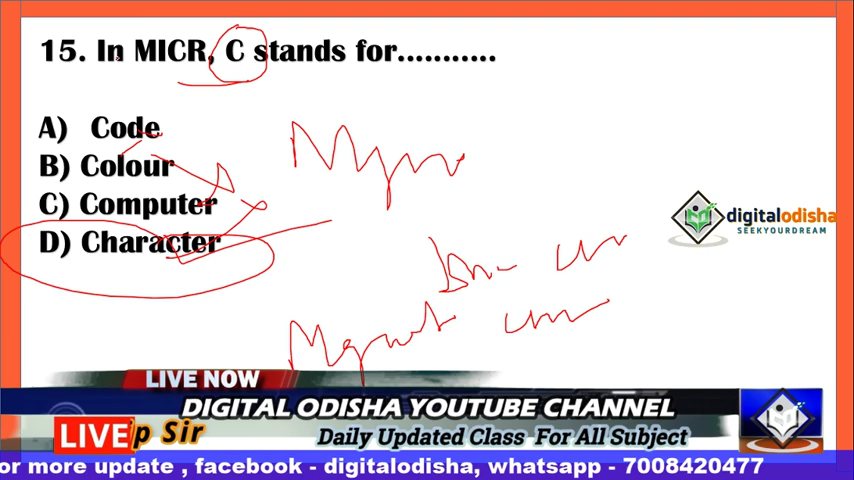 15. In MICR, C stands for...........
A) Code
B) Colour
C) Computer
D) Character
digitalodisha
SEEKYOURDREAM
LIVE NOW
DIGITAL ODISHA YOUTUBE CHANNEL
LIVE p Sir
Daily Updated Class For All Subject
or more update , facebook - digitalodisha, whatsapp - 7008420477